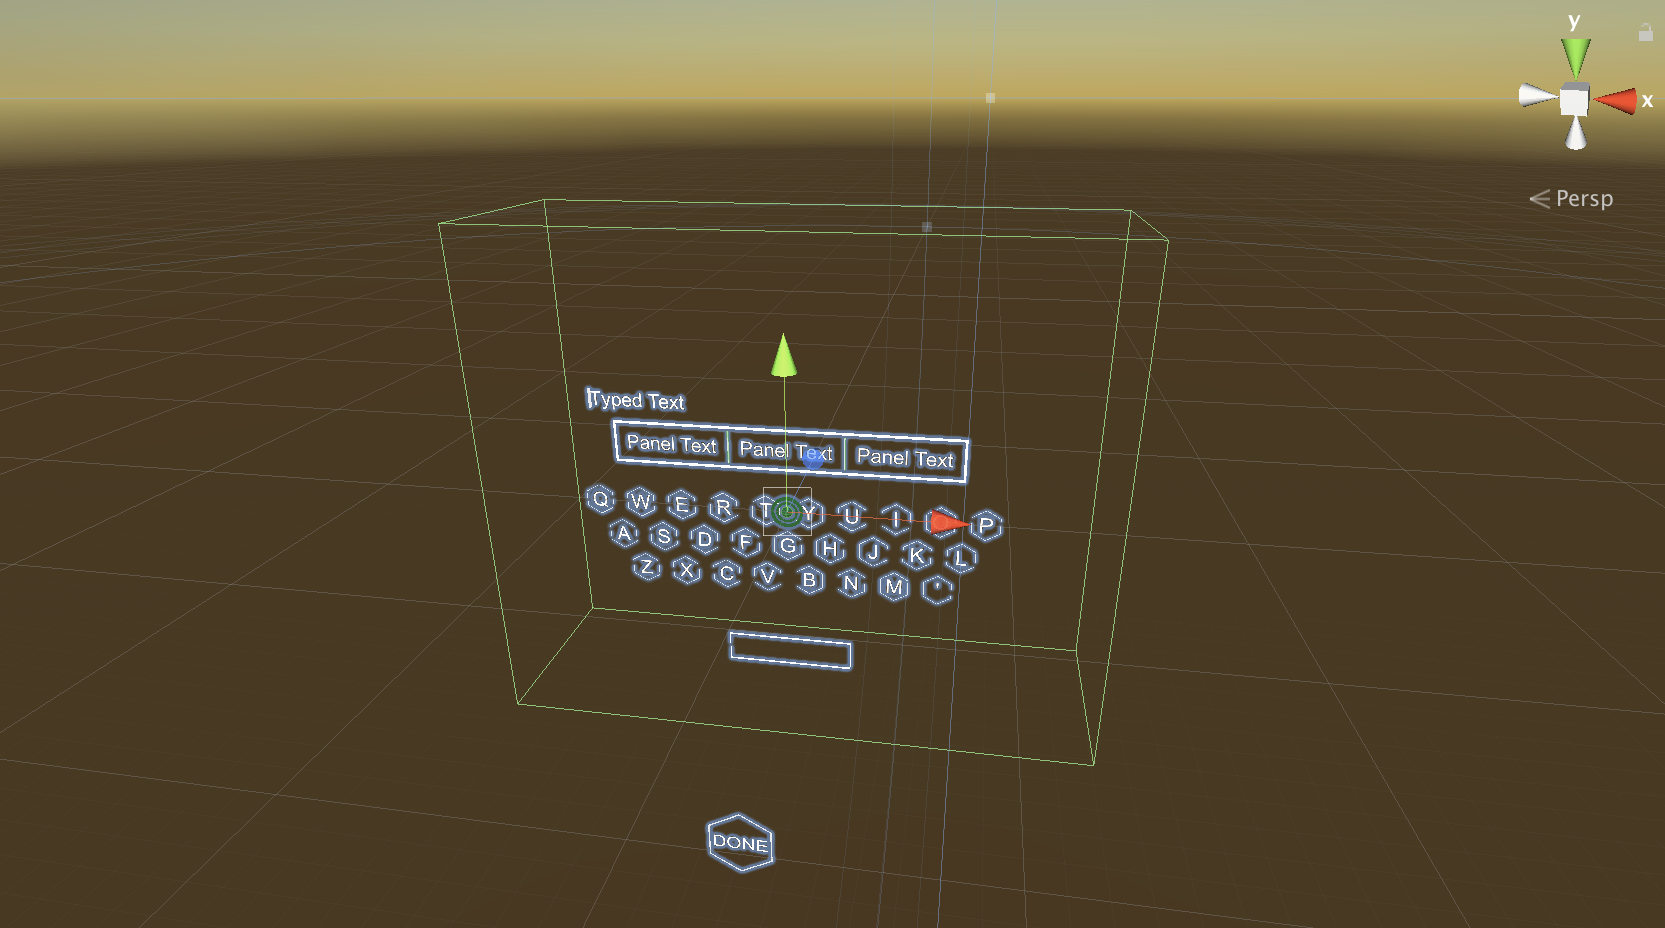 y
x
Persp
Typed Text
Panel Text Panel Text Panel Text
Q W E R T Y U I P
A S D F G H J K L
Z X C V B N M '
DONE